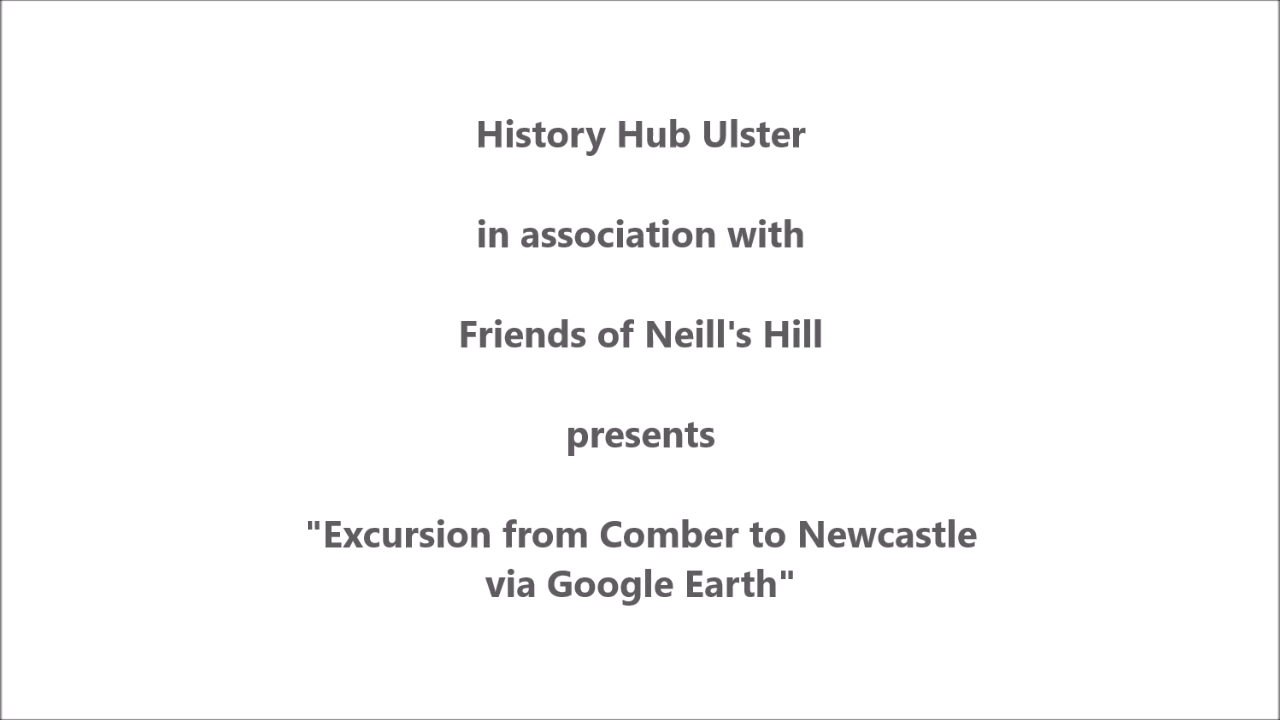 History Hub Ulster
in association with
Friends of Neill's Hill
presents
"Excursion from Comber to Newcastle
via Google Earth"